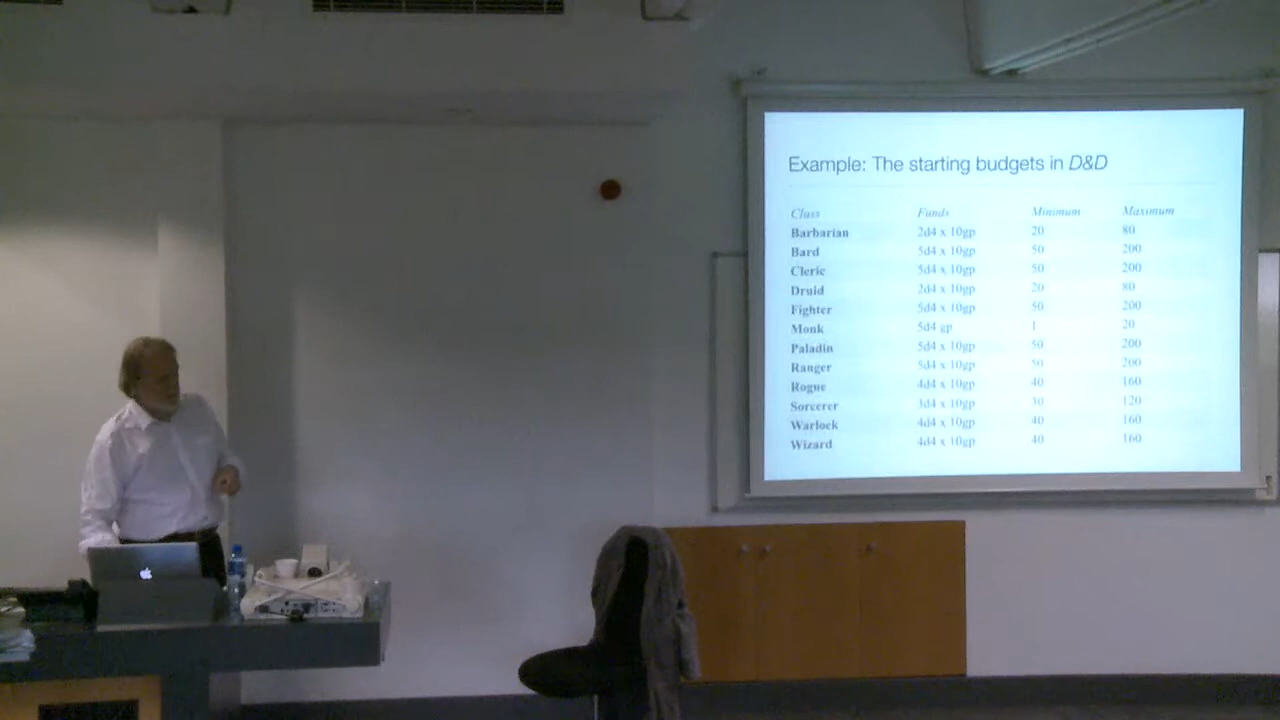 Example: The starting budgets in D&D
Class Funds Minimum Maximum
Barbarian 2d4 x 10gp 20 80
Bard 5d4 x 10gp 50 200
Cleric 5d4 x 10gp 50 200
Druid 2d4 x 10gp 20 80
Fighter 5d4 x 10gp 50 200
Monk 5d4 gp 1 20
Paladin 5d4 x 10gp 50 200
Ranger 5d4 x 10gp 50 200
Rogue 4d4 x 10gp 40 160
Sorcerer 3d4 x 10gp 30 120
Warlock 4d4 x 10gp 40 160
Wizard 4d4 x 10gp 40 160